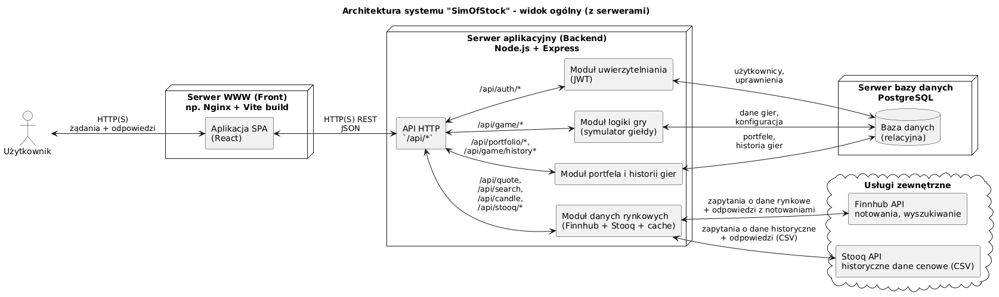 Architektura systemu "SimOfStock" - widok ogólny (z serwerami)
Użytkownik
HTTP(S)
żądania + odpowiedzi
Serwer WWW (Front)
np. Nginx + Vite build
Aplikacja SPA
(React)
HTTP(S) REST
JSON
Serwer aplikacyjny (Backend)
Node.js + Express
API HTTP
`/api/*`
/api/auth/*
/api/game/*
/api/portfolio/*,
/api/game/history*
/api/quote,
/api/search,
/api/candle,
/api/stooq/*
Moduł uwierzytelniania
(JWT)
Moduł logiki gry
(symulator giełdy)
Moduł portfela i historii gier
Moduł danych rynkowych
(Finnhub + Stooq + cache)
użytkownicy,
uprawnienia
dane gier,
konfiguracja
portfele,
historia gier
zapytania o dane rynkowe
+ odpowiedzi z notowaniami
zapytania o dane historyczne
+ odpowiedzi (CSV)
Serwer bazy danych
PostgreSQL
Baza danych
(relacyjna)
Usługi zewnętrzne
Finnhub API
notowania, wyszukiwanie
Stooq API
historyczne dane cenowe (CSV)